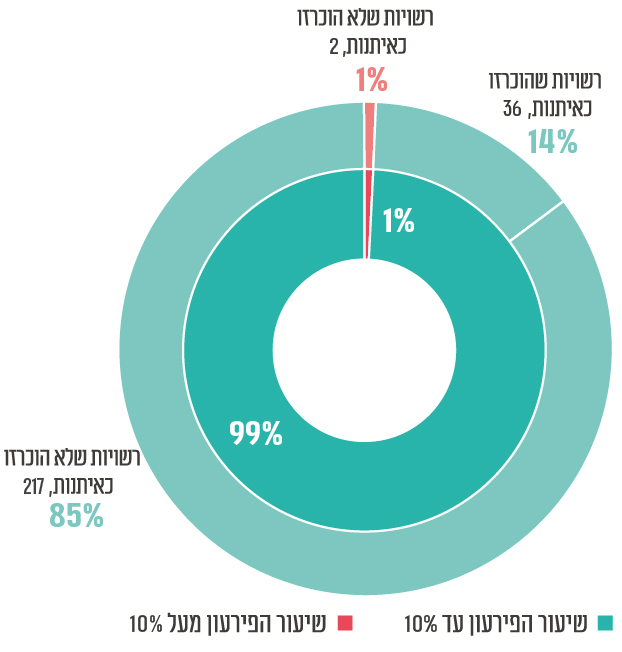 רשויות שלא הוכרזו
כאיתנות, 2
1%
רשויות שהוכרזו
כאיתנות, 36
14%
1%
99%
רשויות שלא הוכרזו
כאיתנות, 217
85%
שיעור הפירעון עד 10%
שיעור הפירעון מעל 10%